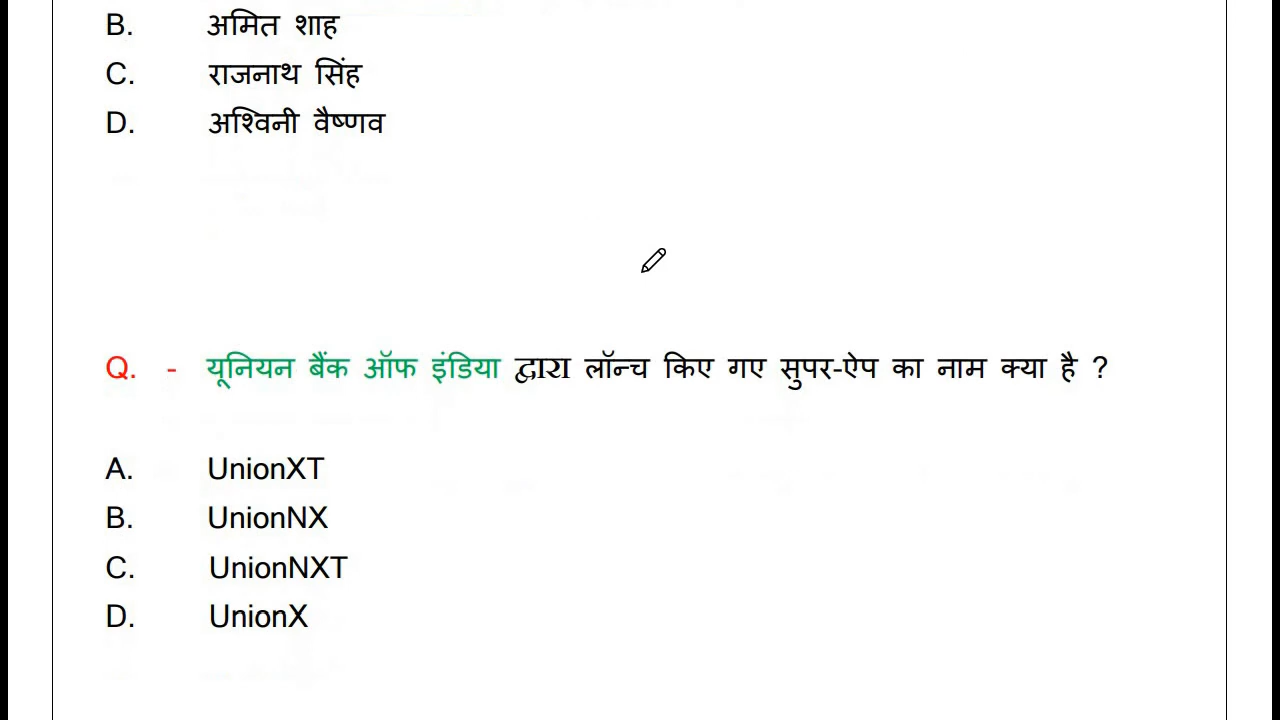 B. अमित शाह
C. राजनाथ सिंह
D. अश्विनी वैष्णव
Q. - यूनियन बैंक ऑफ इंडिया द्वारा लॉन्च किए गए सुपर-ऐप का नाम क्या है ?
A. UnionXT
B. UnionNX
C. UnionNXT
D. UnionX